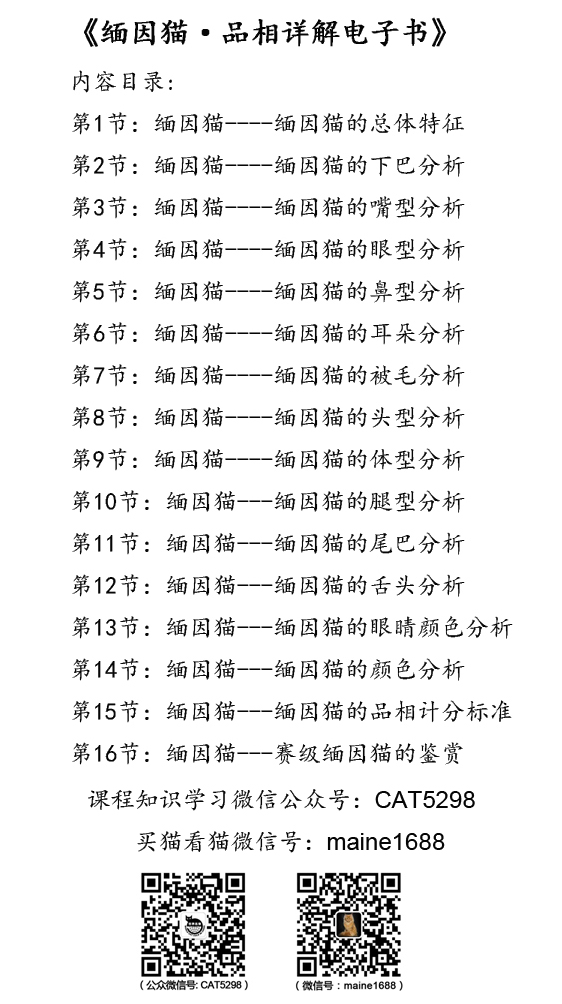 《缅因猫·品相详解电子书》
内容目录:
第1节: 缅因猫----缅因猫的总体特征
第2节: 缅因猫----缅因猫的下巴分析
第3节: 缅因猫----缅因猫的嘴型分析
第4节: 缅因猫----缅因猫的眼型分析
第5节: 缅因猫----缅因猫的鼻型分析
第6节: 缅因猫----缅因猫的耳朵分析
第7节: 缅因猫----缅因猫的被毛分析
第8节: 缅因猫----缅因猫的头型分析
第9节: 缅因猫----缅因猫的体型分析
第10节: 缅因猫---缅因猫的腿型分析
第11节: 缅因猫---缅因猫的尾巴分析
第12节: 缅因猫---缅因猫的舌头分析
第13节: 缅因猫---缅因猫的眼睛颜色分析
第14节: 缅因猫---缅因猫的颜色分析
第15节: 缅因猫---缅因猫的品相计分标准
第16节: 缅因猫---赛级缅因猫的鉴赏
课程知识学习微信公众号：CAT5298
买猫看猫微信号：maine1688
（公众微信号: CAT5298） （微信号：maine1688）